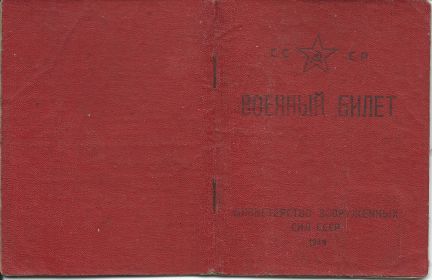 СС СР
ВОЕННЫЙ БИЛЕТ
МИНИСТЕРСТВО ВООРУЖЕННЫХ
СИЛ СССР